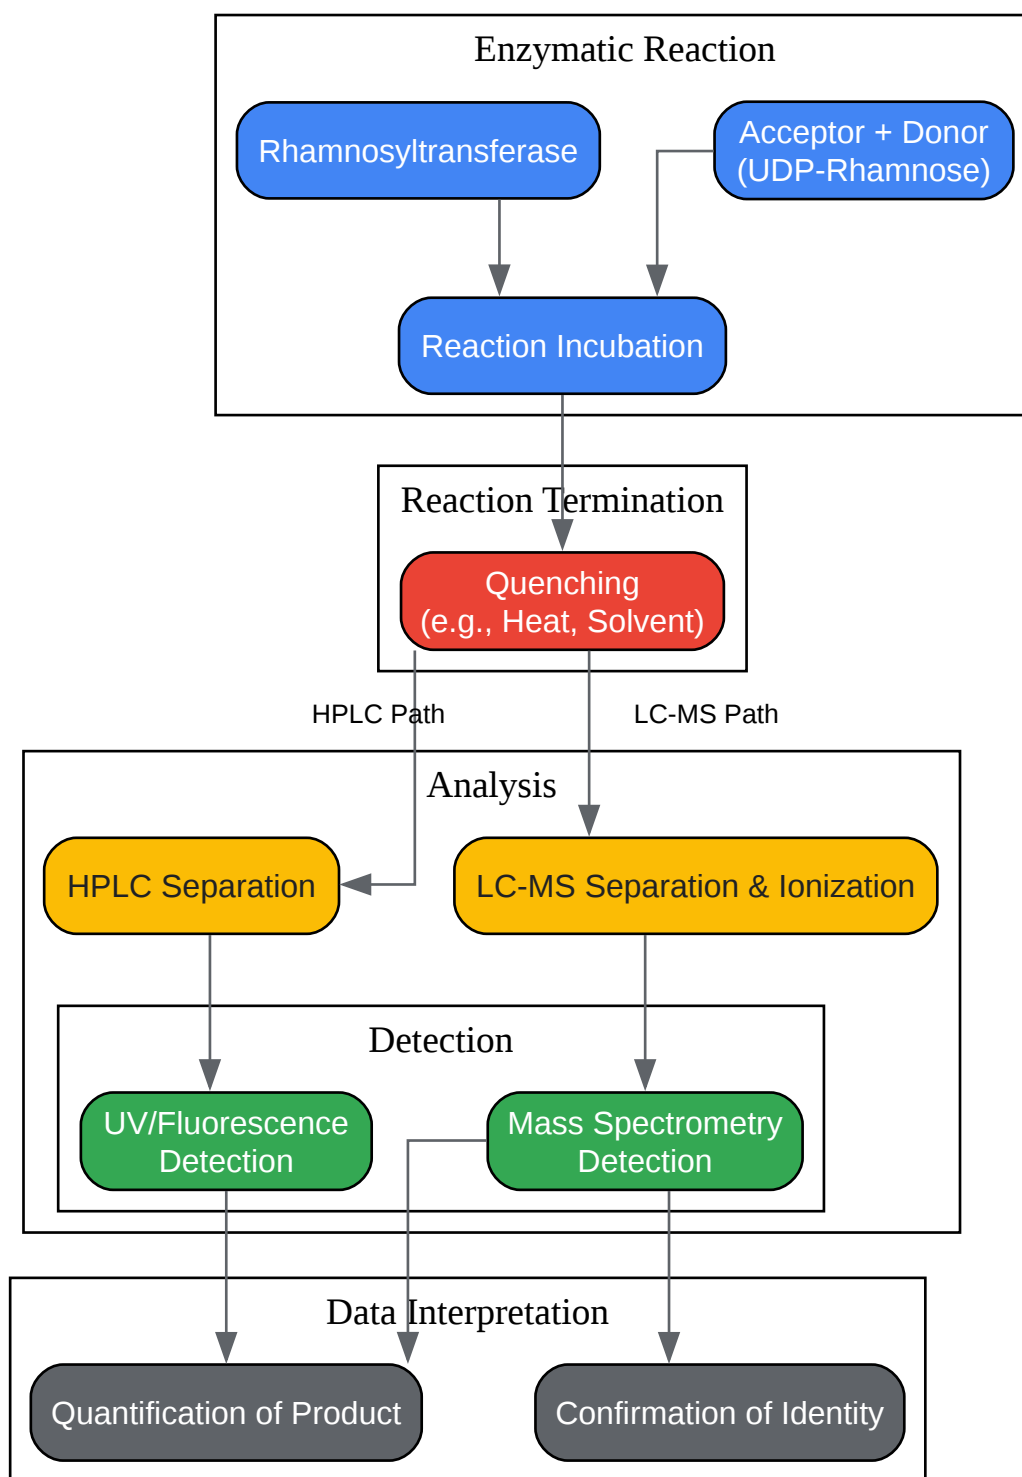 Enzymatic Reaction
Rhamnosyltransferase
Acceptor + Donor
(UDP-Rhamnose)
Reaction Incubation
Reaction Termination
Quenching
(e.g., Heat, Solvent)
HPLC Path
LC-MS Path
Analysis
HPLC Separation
LC-MS Separation & Ionization
Detection
UV/Fluorescence
Detection
Mass Spectrometry
Detection
Data Interpretation
Quantification of Product
Confirmation of Identity